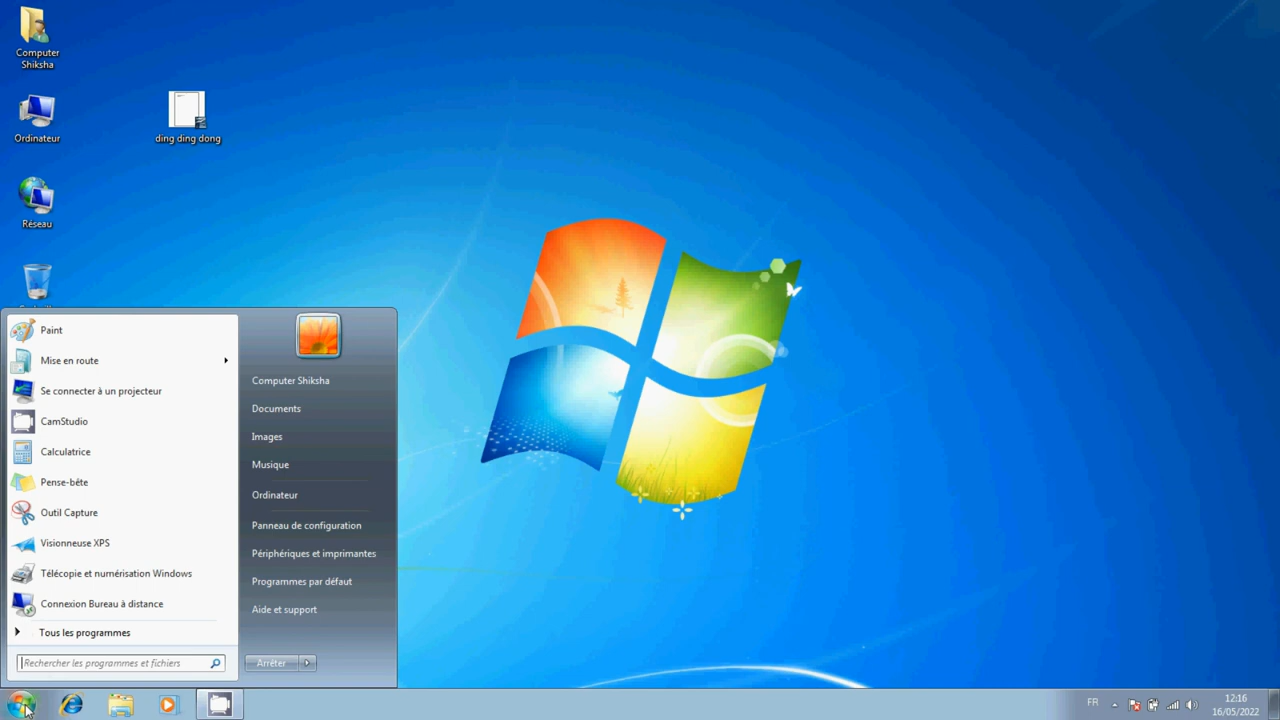 Computer
Shiksha
Ordinateur
ding ding dong
Réseau
Paint
Mise en route
Se connecter à un projecteur
CamStudio
Calculatrice
Pense-bête
Outil Capture
Visionneuse XPS
Télécopie et numérisation Windows
Connexion Bureau à distance
Tous les programmes
Rechercher les programmes et fichiers
Computer Shiksha
Documents
Images
Musique
Ordinateur
Panneau de configuration
Périphériques et imprimantes
Programmes par défaut
Aide et support
Arrêter
FR
12:16
16/05/2022